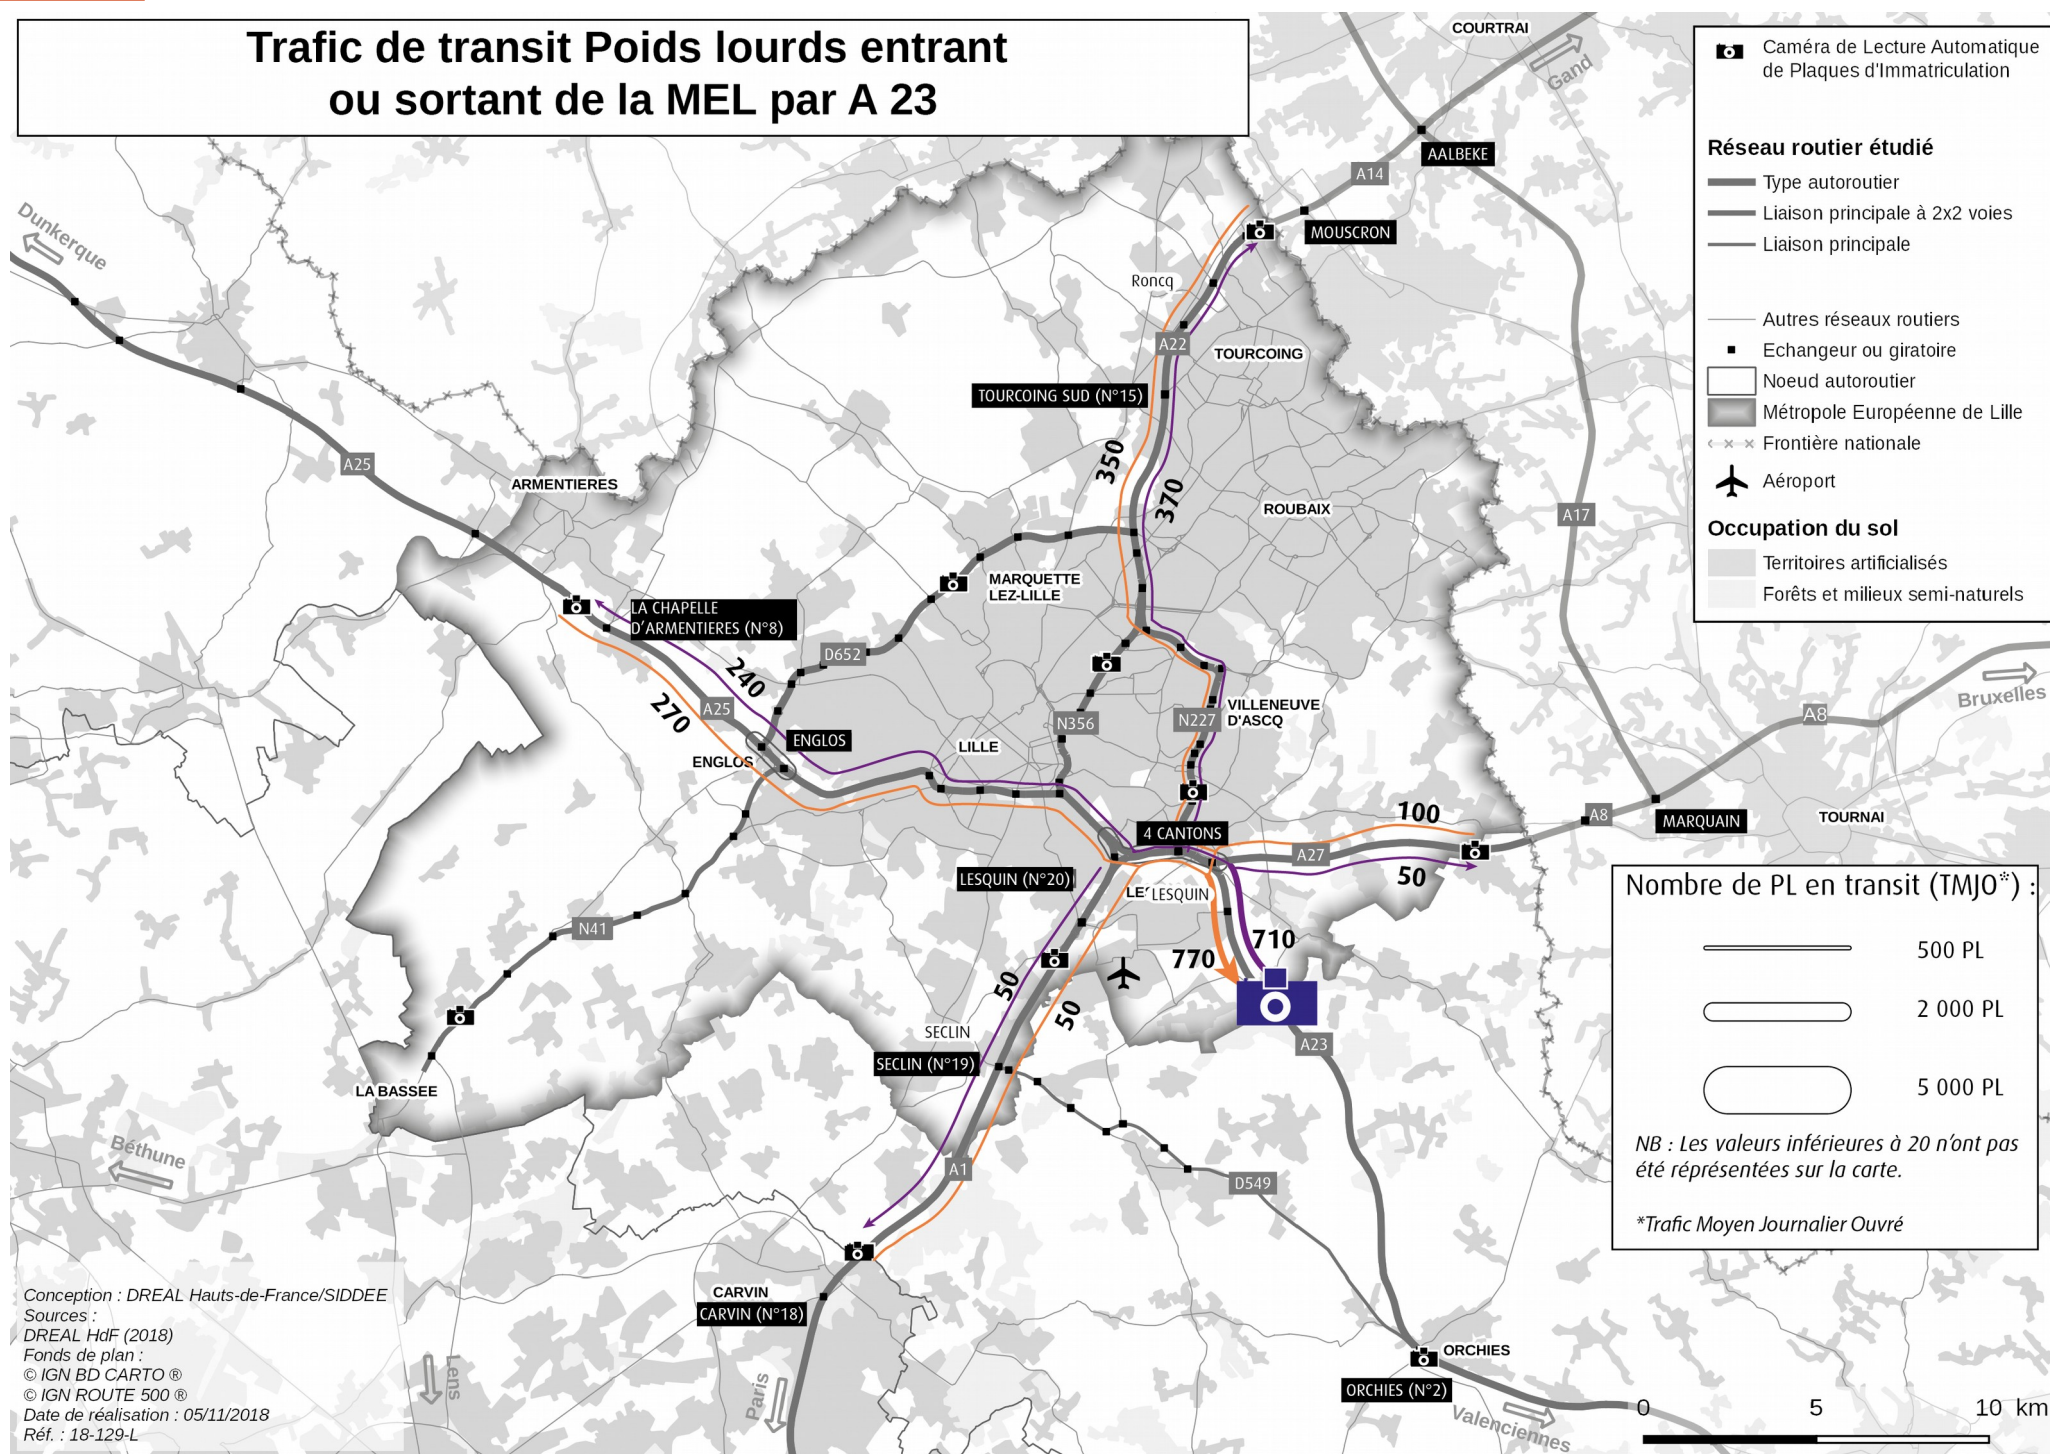 Trafic de transit Poids lourds entrant
ou sortant de la MEL par A 23
COURTRAI
Gand
Caméra de Lecture Automatique
de Plaques d'Immatriculation
Réseau routier étudié
Type autoroutier
Liaison principale à 2x2 voies
Liaison principale
Autres réseaux routiers
Echangeur ou giratoire
Noeud autoroutier
Métropole Européenne de Lille
Frontière nationale
Aéroport
Occupation du sol
Territoires artificialisés
Forêts et milieux semi-naturels
AALBEKE
A14
MOUSCRON
Dunkerque
Roncq
A22
TOURCOING
TOURCOING SUD (N°15)
350
370
A25
ARMENTIERES
ROUBAIX
A17
MARQUETTE
LEZ-LILLE
LA CHAPELLE
D'ARMENTIERES (N°8)
D652
240
270
A25
N356
N227
VILLENEUVE
D'ASCQ
Bruxelles
A8
ENGLOS
ENGLOS
LILLE
4 CANTONS
100
A8
MARQUAIN
TOURNAI
A27
50
LESQUIN (N°20)
LES
LESQUIN
N41
770
710
50
50
SECLIN
SECLIN (N°19)
A23
LA BASSEE
Béthune
A1
D549
Nombre de PL en transit (TMJO*) :
500 PL
2 000 PL
5 000 PL
NB : Les valeurs inférieures à 20 n'ont pas
été réprésentées sur la carte.
*Trafic Moyen Journalier Ouvré
CARVIN
CARVIN (N°18)
Lens
Paris
ORCHIES
ORCHIES (N°2)
Valenciennes
0 5 10 km
Conception : DREAL Hauts-de-France/SIDDEE
Sources :
DREAL HdF (2018)
Fonds de plan :
© IGN BD CARTO ®
© IGN ROUTE 500 ®
Date de réalisation : 05/11/2018
Réf. : 18-129-L